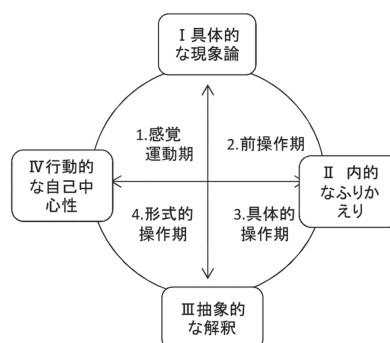 Ⅰ具体的
な現象論
1.感覚
運動期
2.前操作期
Ⅳ行動的
な自己中
心性
Ⅱ 内的
なふりか
えり
4.形式的
操作期
3.具体的
操作期
Ⅲ抽象的
な解釈